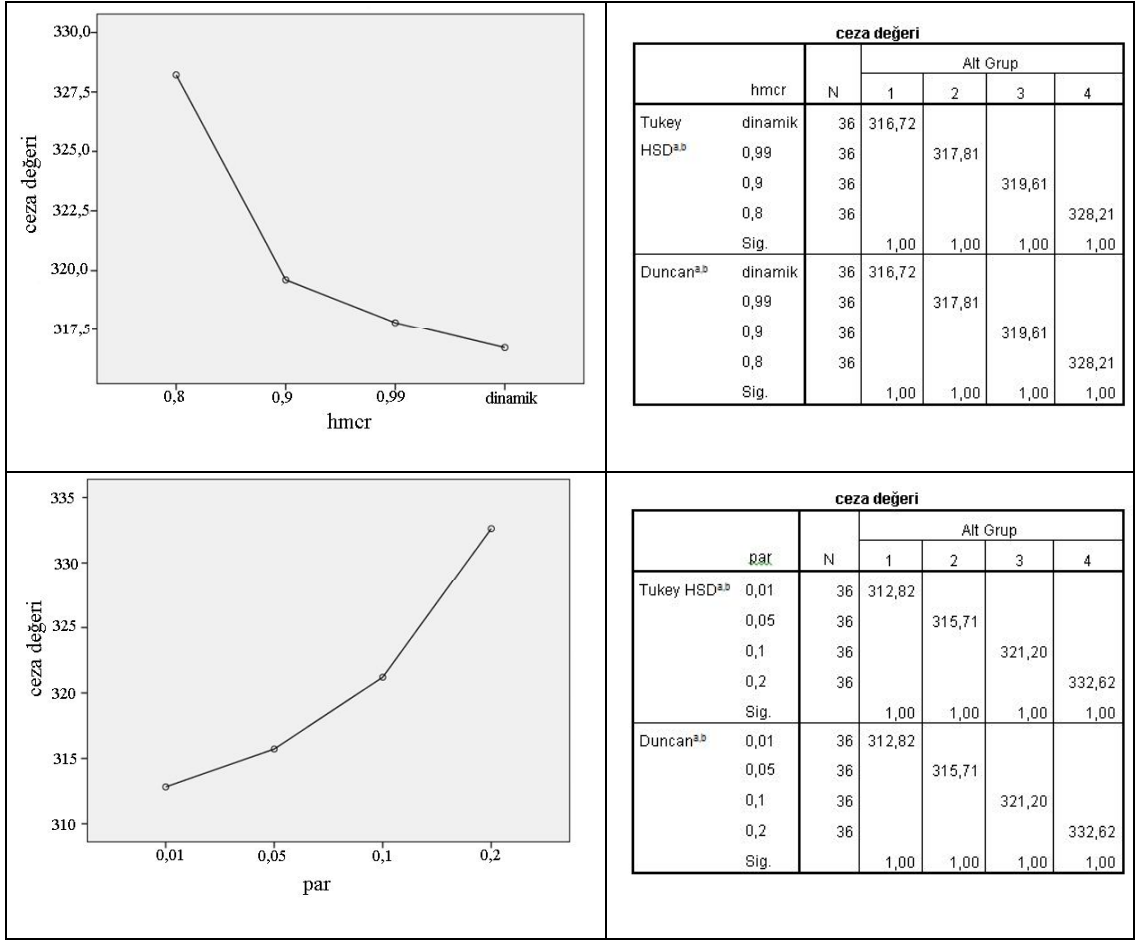 330,0
327,5
325,0
322,5
320,0
317,5
ceza değeri
0,8 0,9 0,99 dinamik
hmcr
ceza değeri
Alt Grup
hmcr N 1 2 3 4
Tukey dinamik 36 316,72
HSDa,b 0,99 36 317,81
0,9 36 319,61
0,8 36 328,21
Sig. 1,00 1,00 1,00 1,00
Duncana,b dinamik 36 316,72
0,99 36 317,81
0,9 36 319,61
0,8 36 328,21
Sig. 1,00 1,00 1,00 1,00
335
330
325
320
315
310
ceza değeri
0,01 0,05 0,1 0,2
par
ceza değeri
Alt Grup
par N 1 2 3 4
Tukey HSDa,b 0,01 36 312,82
0,05 36 315,71
0,1 36 321,20
0,2 36 332,62
Sig. 1,00 1,00 1,00 1,00
Duncana,b 0,01 36 312,82
0,05 36 315,71
0,1 36 321,20
0,2 36 332,62
Sig. 1,00 1,00 1,00 1,00